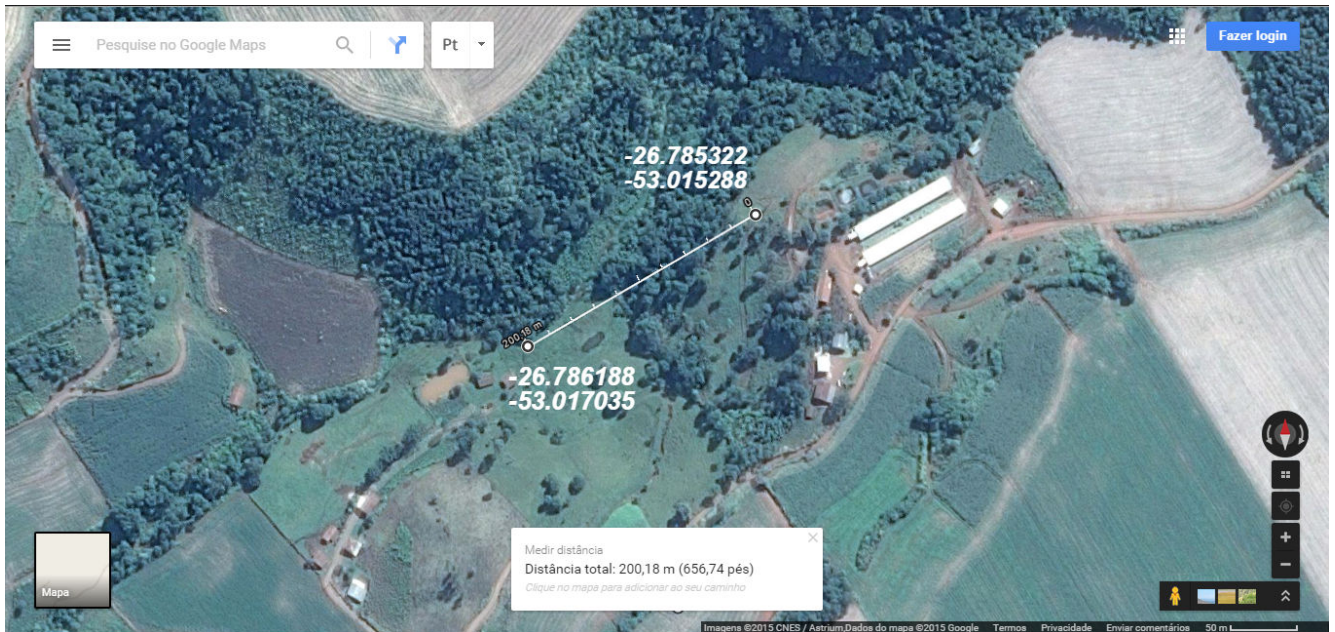 Pesquise no Google Maps
Pt
Fazer login
-26.785322
-53.015288
0
200,18 m
-26.786188
-53.017035
Medir distância
Distância total: 200,18 m (656,74 pés)
Clique no mapa para adicionar ao seu caminho
Mapa
Imagens ©2015 CNES / Astrium,Dados do mapa ©2015 Google Termos Privacidade Enviar comentários 50 m